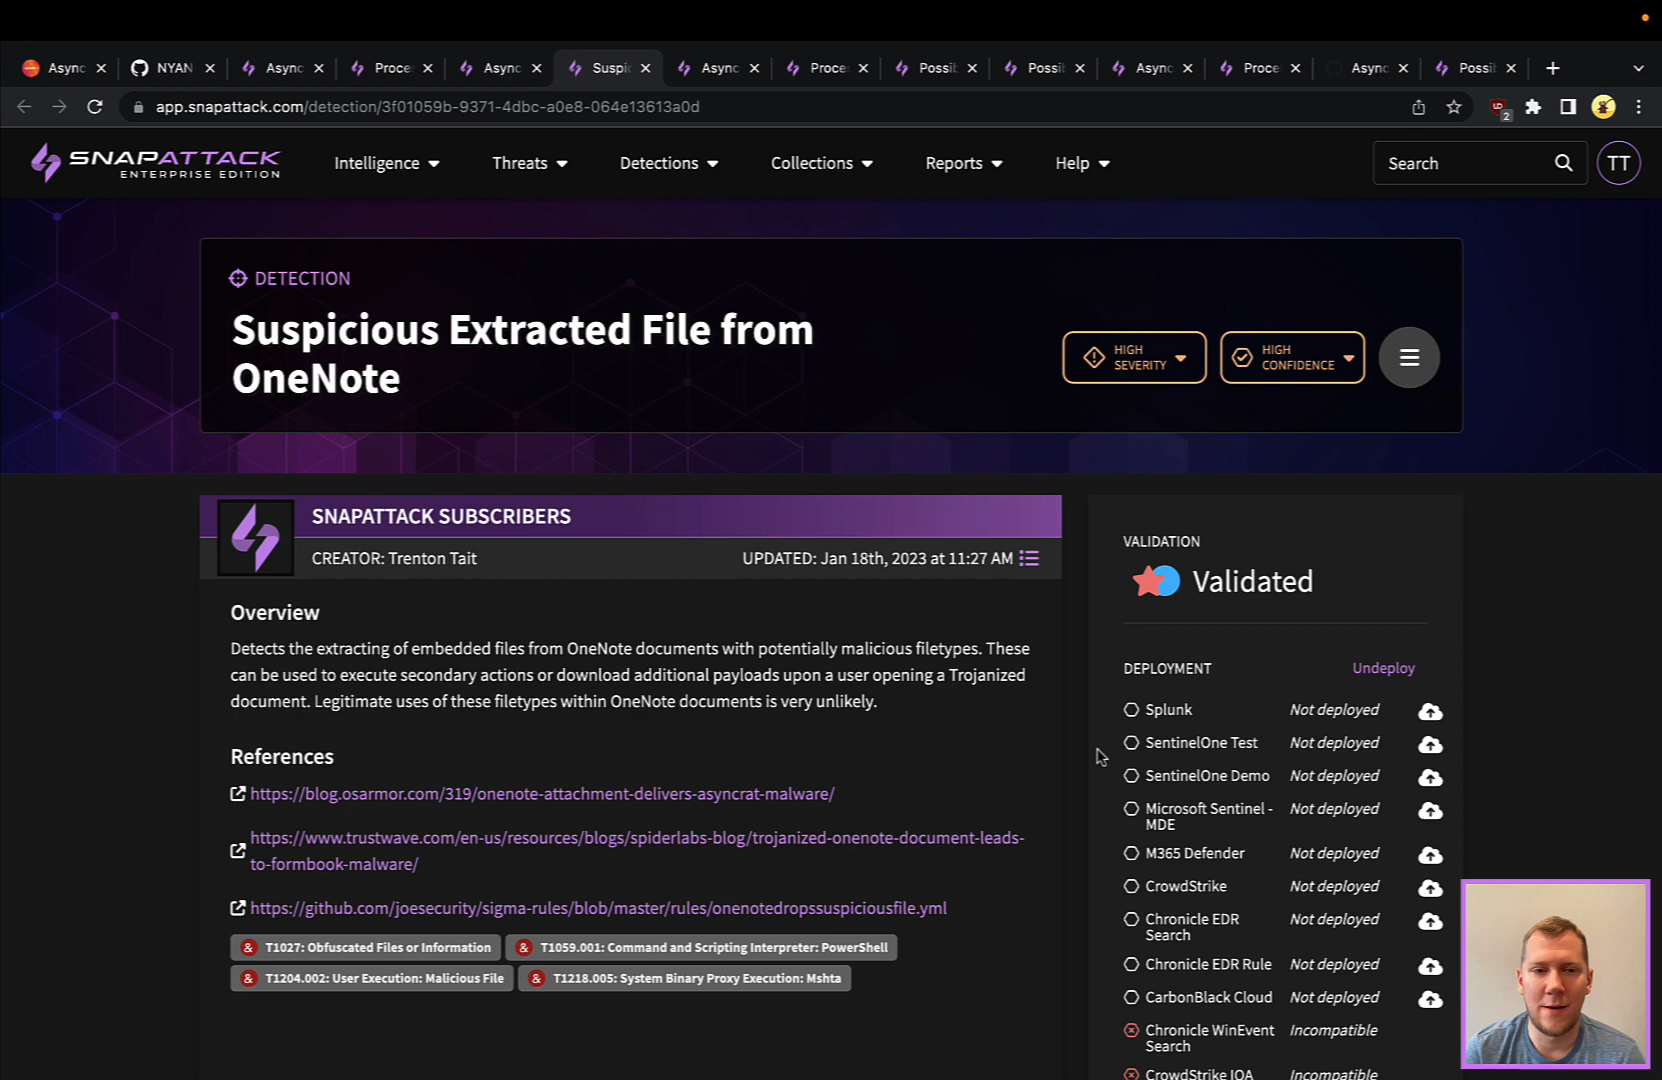 Async
NYAN
Async
Proce
Async
Suspic
Async
Proce
Possib
Possib
Async
Proce
Async
Possib
app.snapattack.com/detection/3f01059b-9371-4dbc-a0e8-064e13613a0d
2
SNAPATTACK
ENTERPRISE EDITION
Intelligence
Threats
Detections
Collections
Reports
Help
Search
TT
DETECTION
Suspicious Extracted File from
OneNote
HIGH
SEVERITY
HIGH
CONFIDENCE
SNAPATTACK SUBSCRIBERS
CREATOR: Trenton Tait
UPDATED: Jan 18th, 2023 at 11:27 AM
Overview
Detects the extracting of embedded files from OneNote documents with potentially malicious filetypes. These
can be used to execute secondary actions or download additional payloads upon a user opening a Trojanized
document. Legitimate uses of these filetypes within OneNote documents is very unlikely.
References
https://blog.osarmor.com/319/onenote-attachment-delivers-asyncrat-malware/
https://www.trustwave.com/en-us/resources/blogs/spiderlabs-blog/trojanized-onenote-document-leads-
to-formbook-malware/
https://github.com/joesecurity/sigma-rules/blob/master/rules/onenotedropssuspiciousfile.yml
& T1027: Obfuscated Files or Information
& T1059.001: Command and Scripting Interpreter: PowerShell
& T1204.002: User Execution: Malicious File
& T1218.005: System Binary Proxy Execution: Mshta
VALIDATION
Validated
DEPLOYMENT
Undeploy
Splunk Not deployed
SentinelOne Test Not deployed
SentinelOne Demo Not deployed
Microsoft Sentinel - Not deployed
MDE
M365 Defender Not deployed
CrowdStrike Not deployed
Chronicle EDR Not deployed
Search
Chronicle EDR Rule Not deployed
CarbonBlack Cloud Not deployed
Chronicle WinEvent Incompatible
Search
CrowdStrike IOA Incompatible